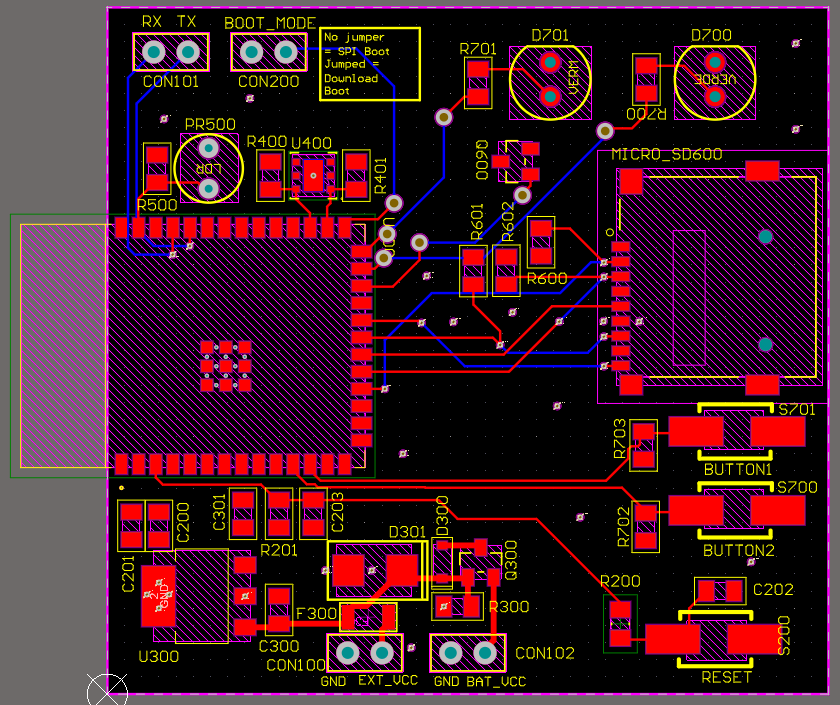 RX TX
BOOT_MODE
No jumper
= SPI Boot
Jumped =
Download
Boot
D701
D700
R701
VERM
VERDE
R700
CON101
CON200
PR500
LDR
R400
U400
R401
Q600
MICRO_SD600
R500
R601
R602
R600
S701
R703
BUTTON1
S700
R702
BUTTON2
C201
C200
C301
R201
C203
D301
D300
Q300
GND
F300
R300
R200
C202
S200
U300
C300
CON100
CON102
GND
EXT_VCC
GND
BAT_VCC
RESET